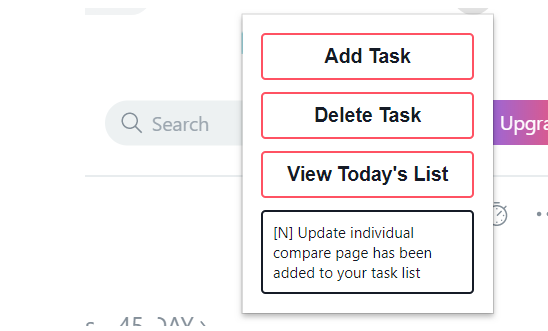 Add Task
Search
Delete Task
View Today's List
[N] Update individual
compare page has been
added to your task list
45
DAY